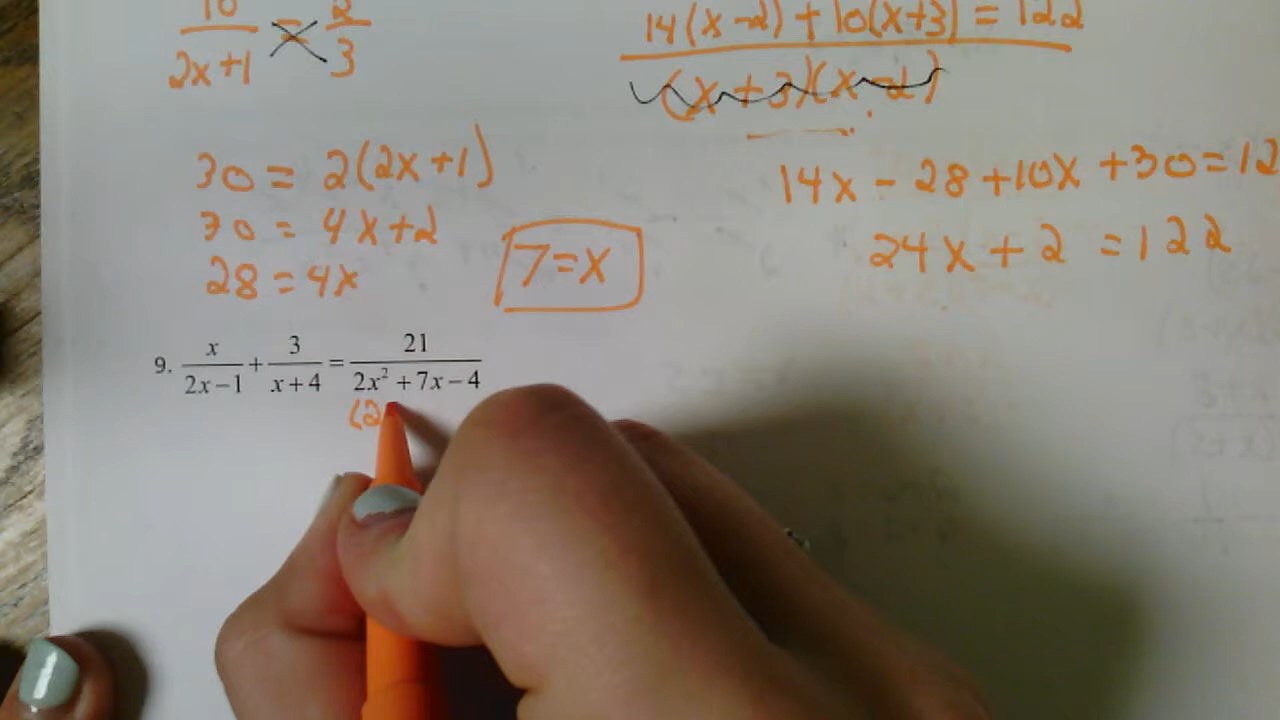 10/(2x+1) = 2/3
30 = 2(2x+1)
30 = 4x+2
28 = 4x
7=x
14(x-2) + 10(x+3) = 122
(x+3)(x-2)
14x - 28 +10x +30=12
24x + 2 = 122
9. x/(2x-1) + 3/(x+4) = 21/(2x²+7x-4)
(2